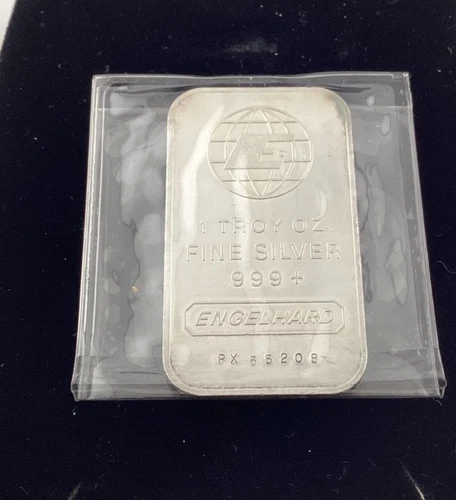 1 TROY OZ
FINE SILVER
999+
ENGELHARD
PX 55208